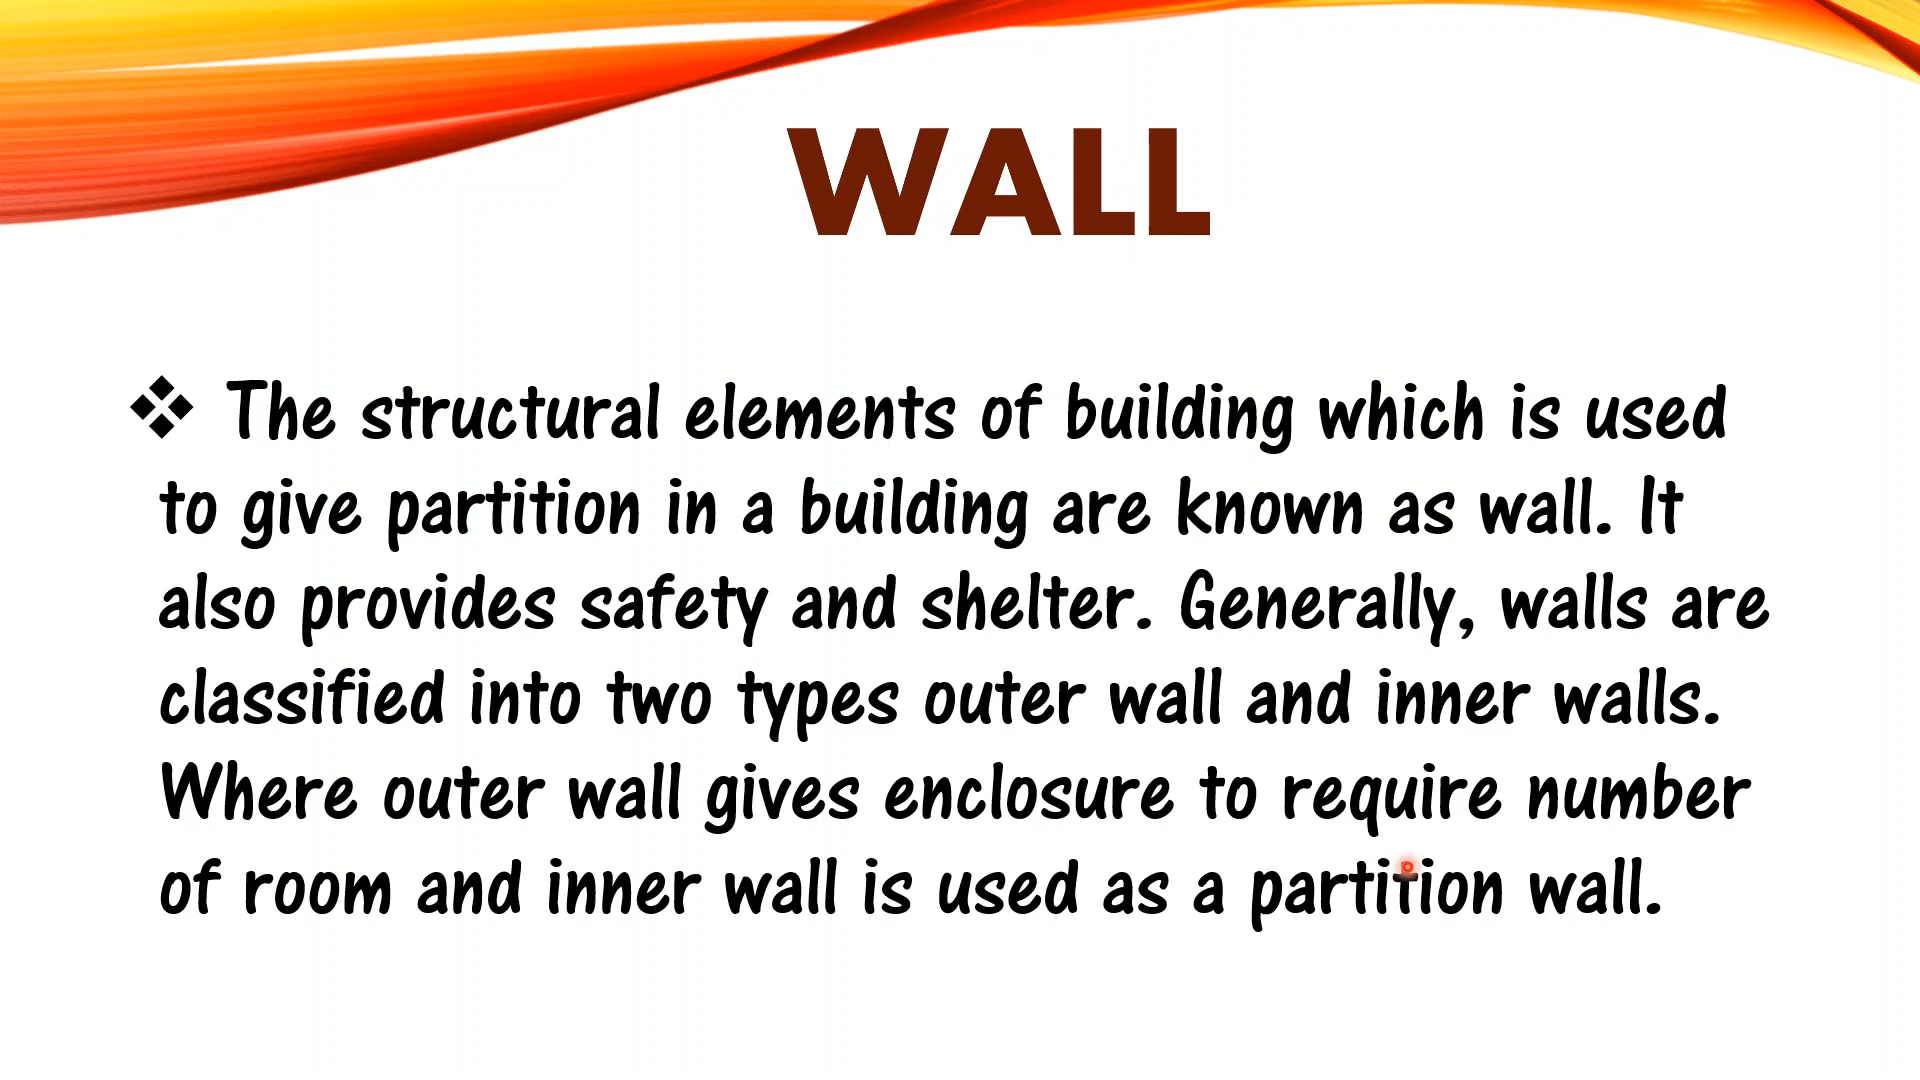 WALL
❖ The structural elements of building which is used
to give partition in a building are known as wall. It
also provides safety and shelter. Generally, walls are
classified into two types outer wall and inner walls.
Where outer wall gives enclosure to require number
of room and inner wall is used as a partition wall.